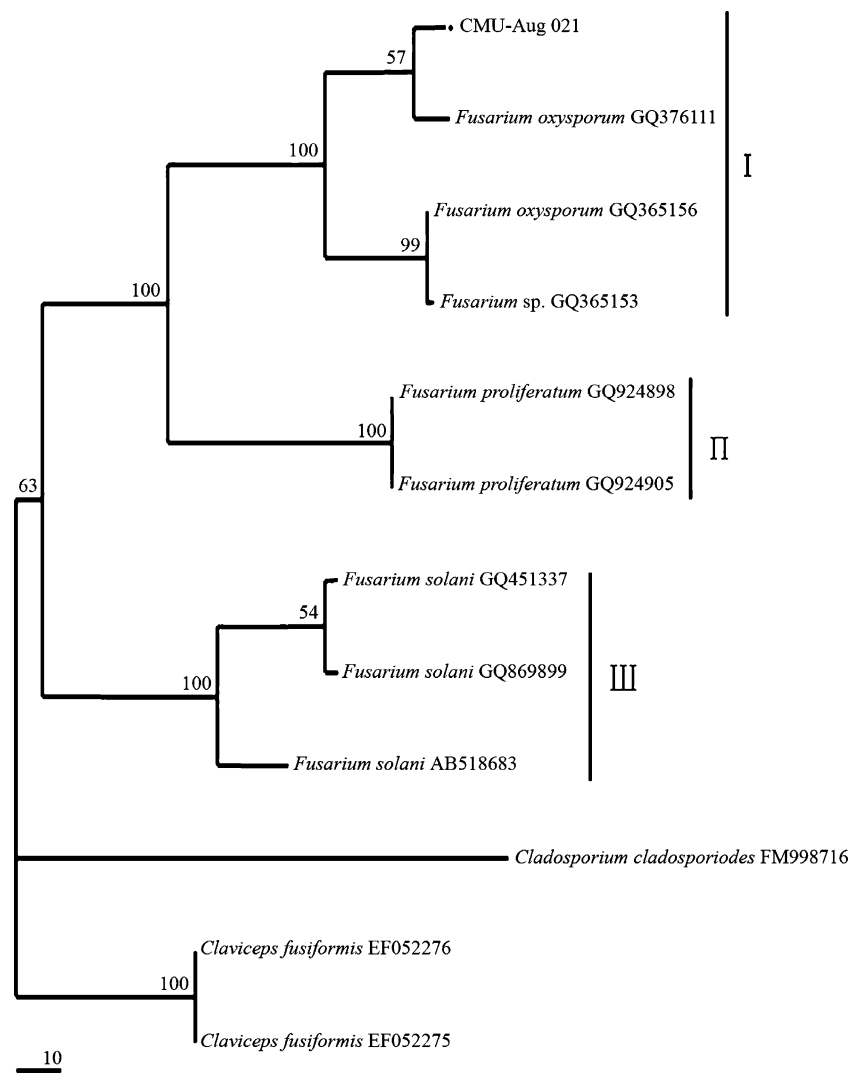 CMU-Aug 021
57
Fusarium oxysporum GQ376111
100
I
Fusarium oxysporum GQ365156
99
Fusarium sp. GQ365153
100
Fusarium proliferatum GQ924898
100
II
Fusarium proliferatum GQ924905
63
Fusarium solani GQ451337
54
Fusarium solani GQ869899
100
III
Fusarium solani AB518683
Cladosporium cladosporiodes FM998716
Claviceps fusiformis EF052276
100
Claviceps fusiformis EF052275
10